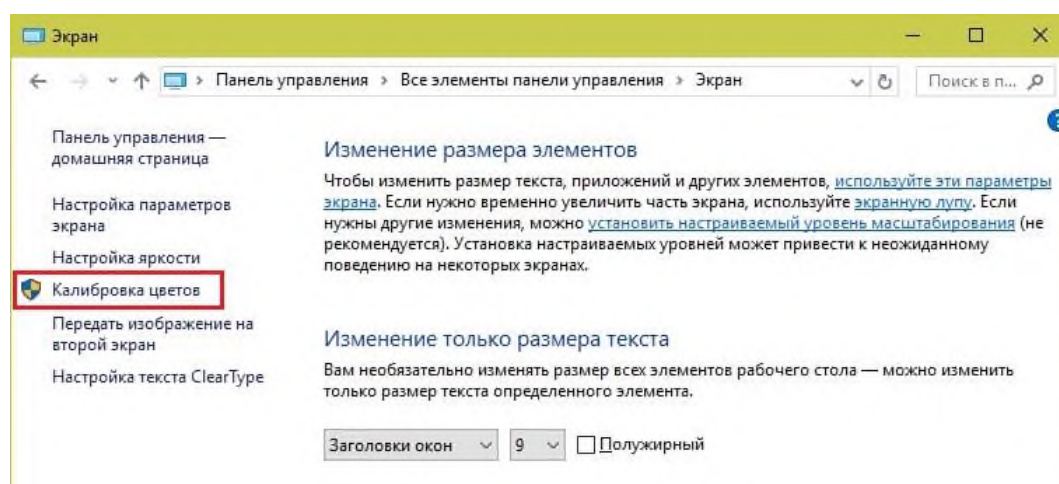 Экран
Панель управления > Все элементы панели управления > Экран
Поиск в п...
Панель управления —
домашняя страница
Настройка параметров
экрана
Настройка яркости
Калибровка цветов
Передать изображение на
второй экран
Настройка текста ClearType
Изменение размера элементов
Чтобы изменить размер текста, приложений и других элементов, используйте эти параметры
экрана. Если нужно временно увеличить часть экрана, используйте экранную лупу. Если
нужны другие изменения, можно установить настраиваемый уровень масштабирования (не
рекомендуется). Установка настраиваемых уровней может привести к неожиданному
поведению на некоторых экранах.
Изменение только размера текста
Вам необязательно изменять размер всех элементов рабочего стола — можно изменить
только размер текста определенного элемента.
Заголовки окон 9 Полужирный